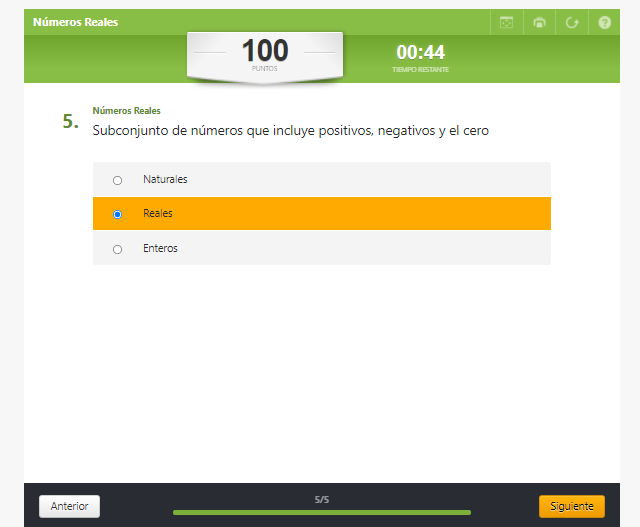 Números Reales
100
PUNTOS
00:44
TIEMPO RESTANTE
Números Reales
5.
Subconjunto de números que incluye positivos, negativos y el cero
Naturales
Reales
Enteros
Anterior
5/5
Siguiente